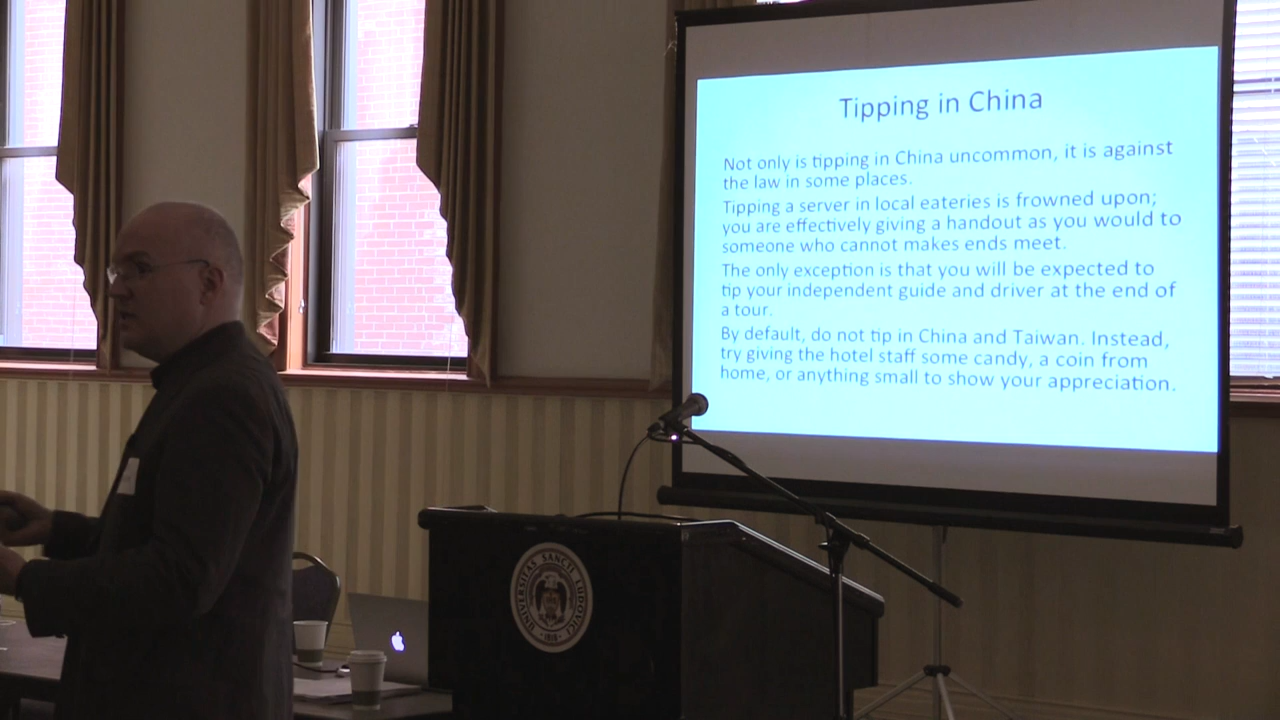 Tipping in China
Not only is tipping in China uncommon, it is against
the law in some places.
Tipping a server in local eateries is frowned upon;
you are effectively giving a handout as you would to
someone who cannot makes ends meet.
The only exception is that you will be expected to
tip your independent guide and driver at the end of
a tour.
By default, do not tip in China and Taiwan. Instead,
try giving the hotel staff some candy, a coin from
home, or anything small to show your appreciation.
UNIVERSITAS SANCTI LUDOVICI
1818